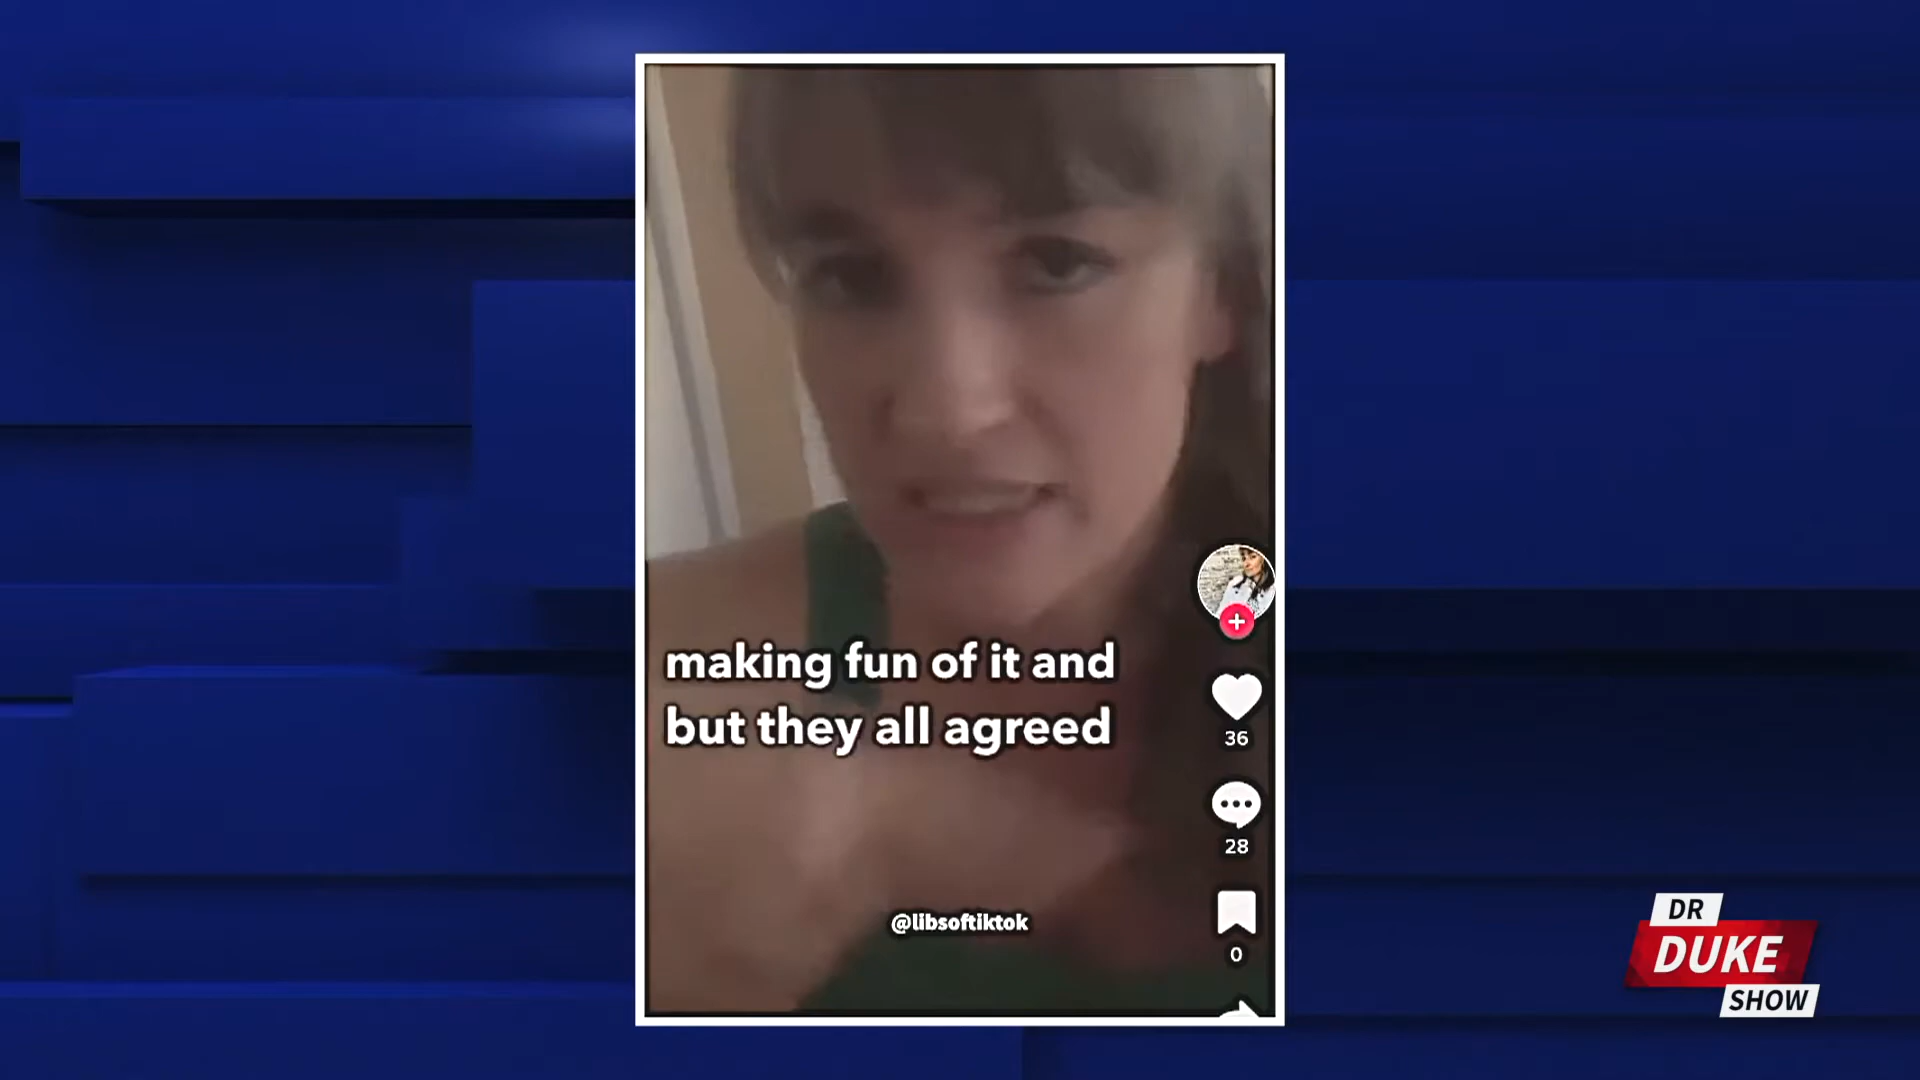 making fun of it and
but they all agreed
36
28
0
@libsoftiktok
DR
DUKE
SHOW